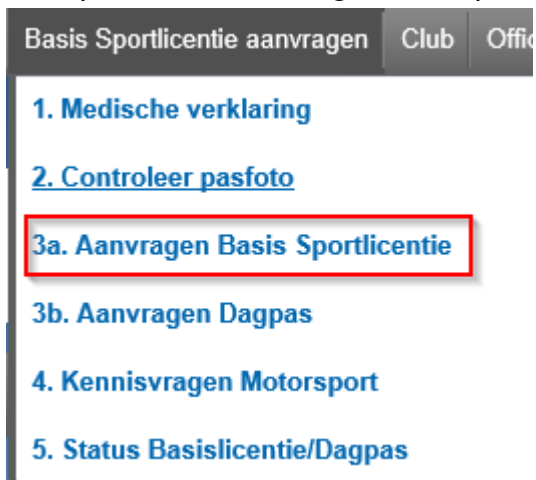 Basis Sportlicentie aanvragen Club
1. Medische verklaring
2. Controleer pasfoto
3a. Aanvragen Basis Sportlicentie
3b. Aanvragen Dagpas
4. Kennisvragen Motorsport
5. Status Basislicentie/Dagpas